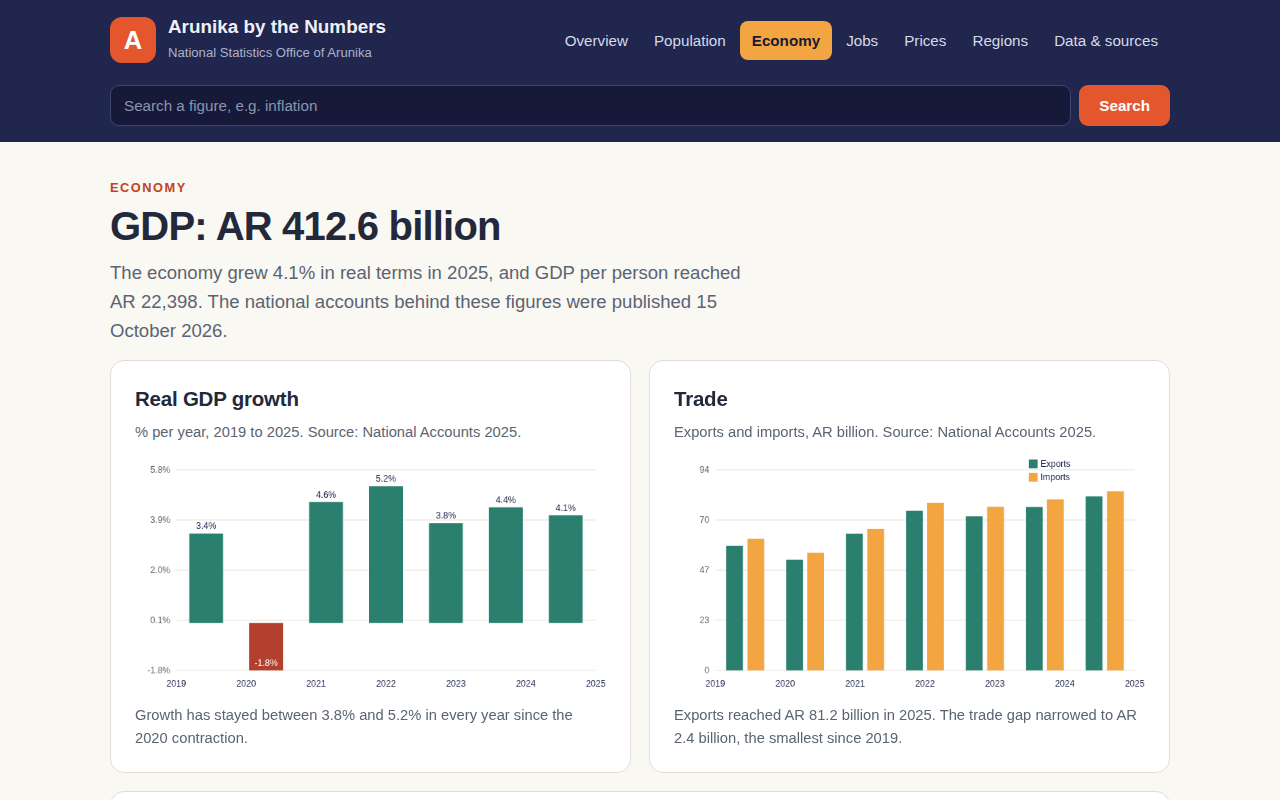 A
Arunika by the Numbers
National Statistics Office of Arunika
Overview
Population
Economy
Jobs
Prices
Regions
Data & sources
Search a figure, e.g. inflation
Search
ECONOMY
GDP: AR 412.6 billion
The economy grew 4.1% in real terms in 2025, and GDP per person reached
AR 22,398. The national accounts behind these figures were published 15
October 2026.
Real GDP growth
% per year, 2019 to 2025. Source: National Accounts 2025.
5.8%
3.9%
2.0%
0.1%
-1.8%
3.4%
-1.8%
4.6%
5.2%
3.8%
4.4%
4.1%
2019 2020 2021 2022 2023 2024 2025
Growth has stayed between 3.8% and 5.2% in every year since the
2020 contraction.
Trade
Exports and imports, AR billion. Source: National Accounts 2025.
Exports
Imports
94
70
47
23
0
2019 2020 2021 2022 2023 2024 2025
Exports reached AR 81.2 billion in 2025. The trade gap narrowed to AR
2.4 billion, the smallest since 2019.